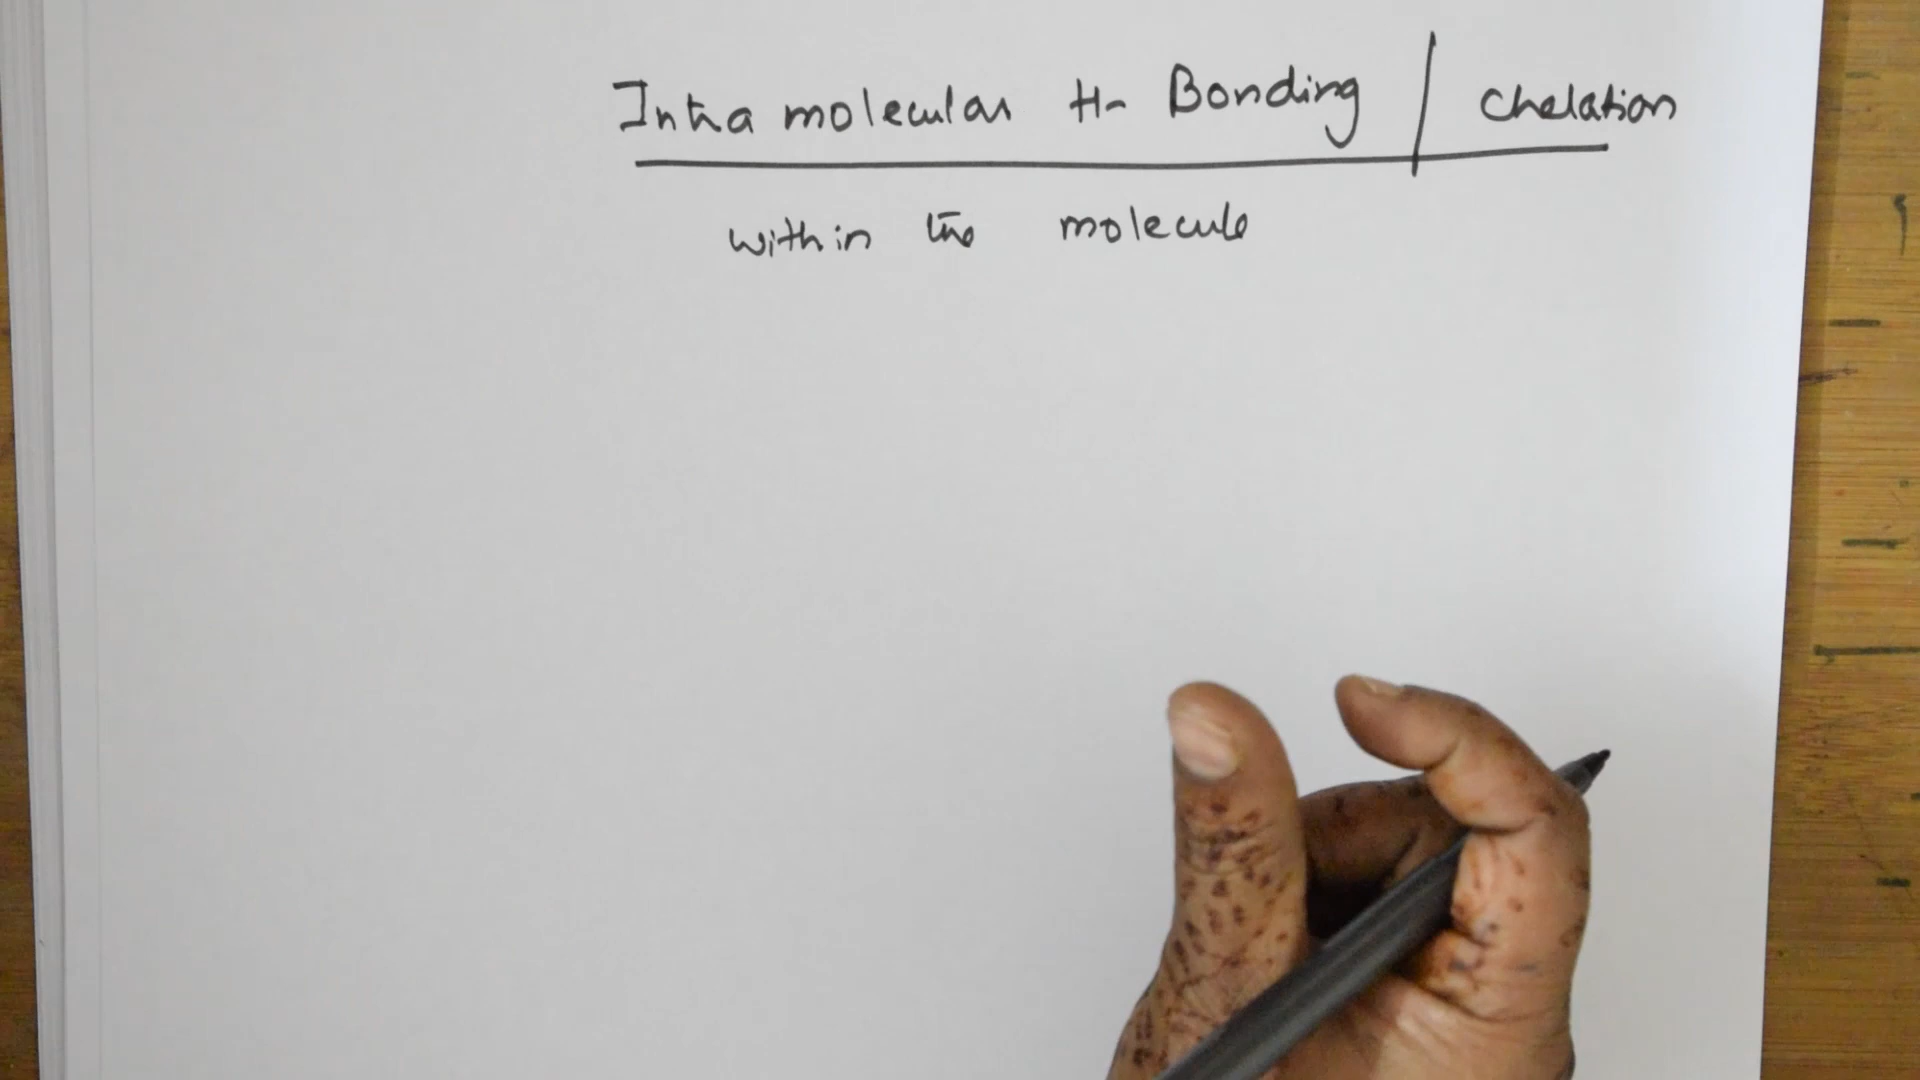 Intra molecular H- Bonding / chelation
within the molecule